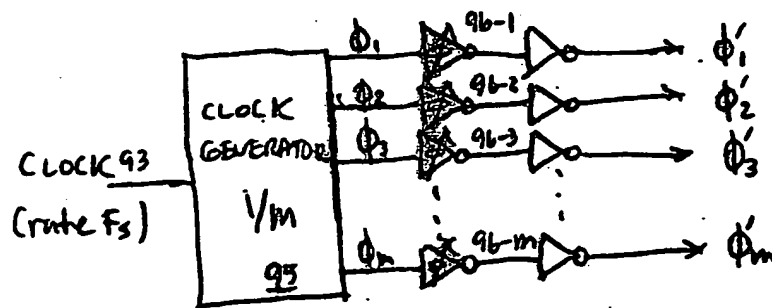 ϕ1 96-1 ϕ'1
ϕ2 96-2 ϕ'2
ϕ3 96-3 ϕ'3
CLOCK
GENERATOR
1/m
95
CLOCK 93
(rate Fs)
ϕm 96-m ϕ'm